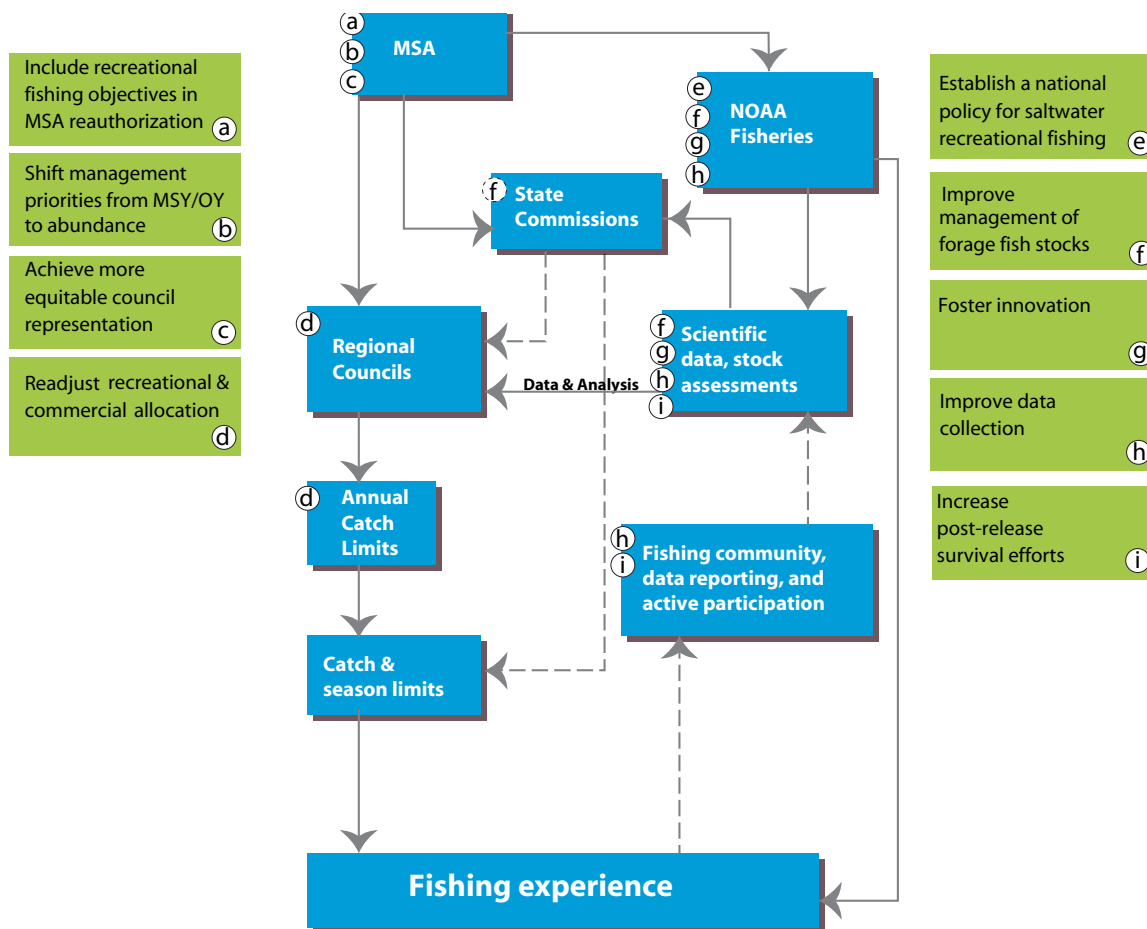 Include recreational
fishing objectives in
MSA reauthorization
a
Shift management
priorities from MSY/OY
to abundance
b
Achieve more
equitable council
representation
c
Readjust recreational &
commercial allocation
d
a
b
c
MSA
e
f
g
h
NOAA
Fisheries
f
State
Commissions
d
Regional
Councils
Data & Analysis
f
g
h
i
Scientific
data, stock
assessments
d
Annual
Catch
Limits
h
i
Fishing community,
data reporting, and
active participation
Catch &
season limits
Fishing experience
Establish a national
policy for saltwater
recreational fishing
e
Improve
management of
forage fish stocks
f
Foster innovation
g
Improve data
collection
h
Increase
post-release
survival efforts
i